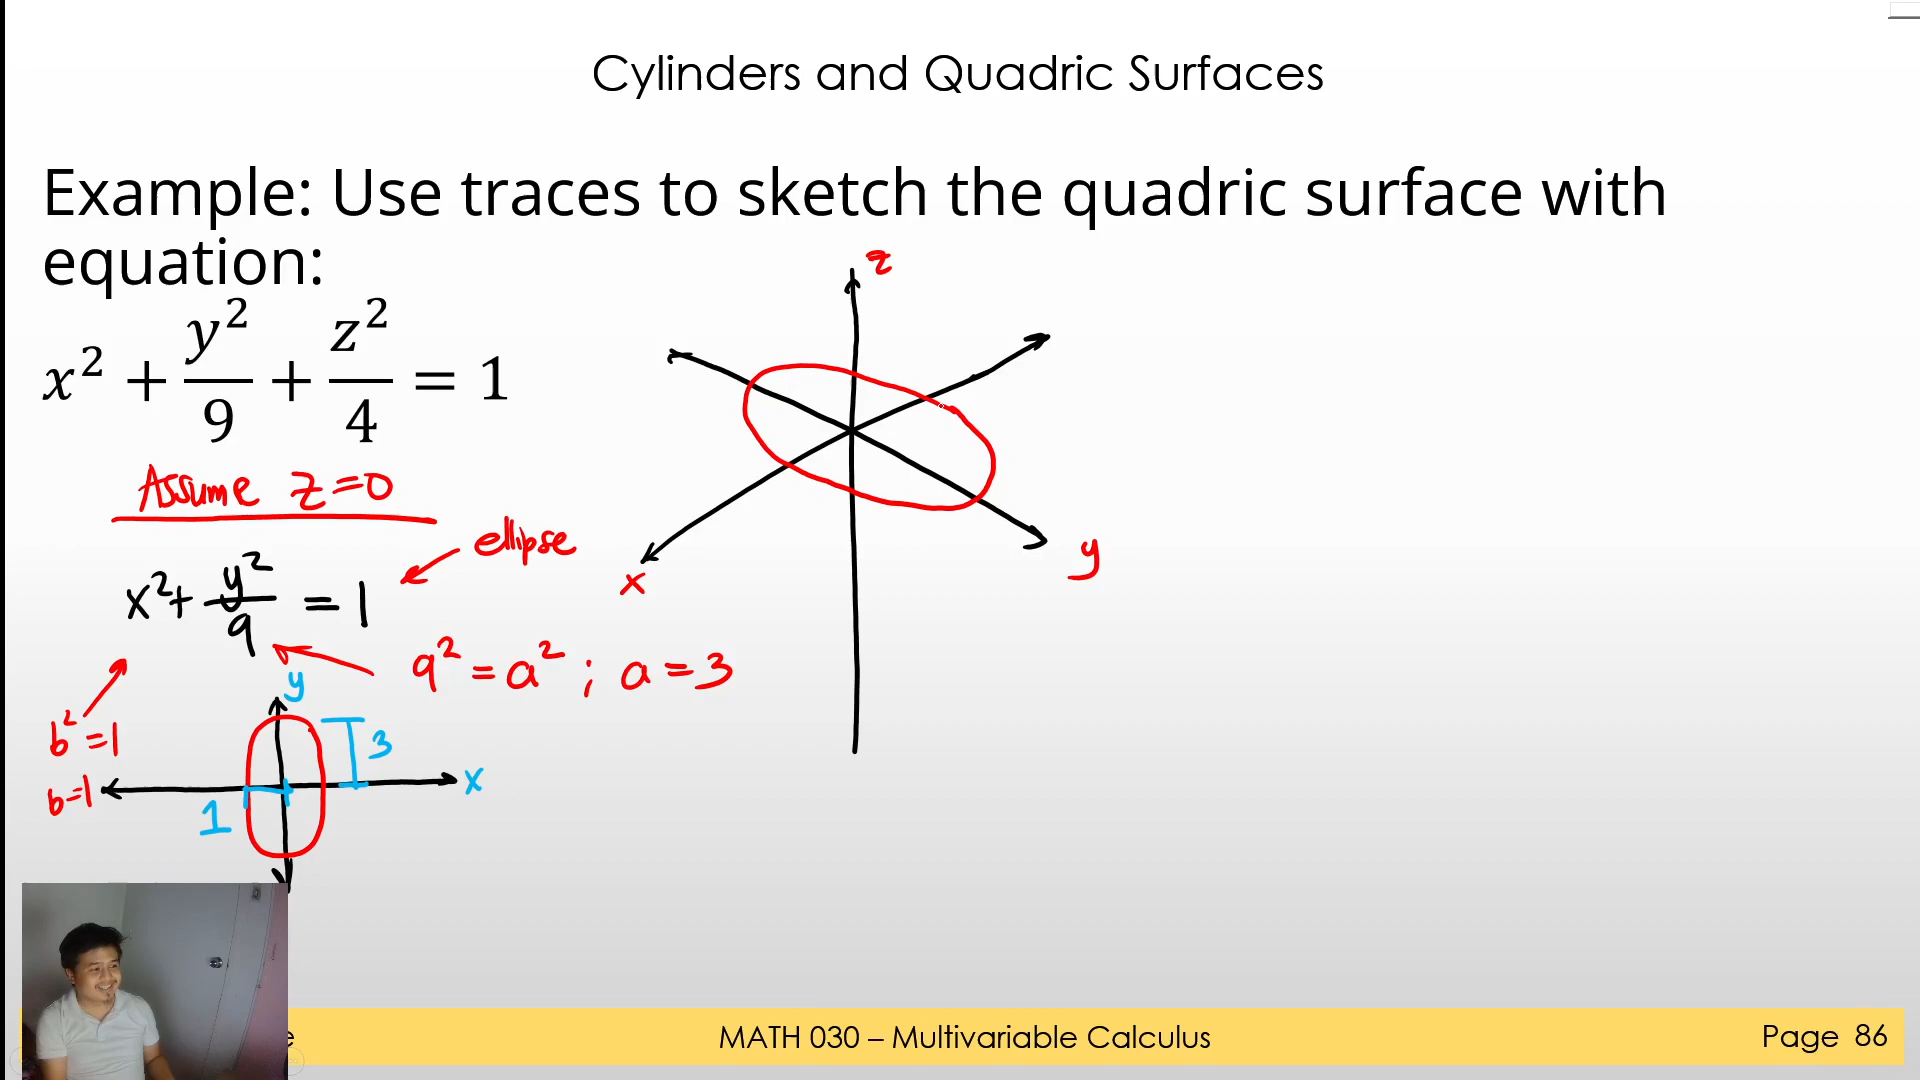 Cylinders and Quadric Surfaces
Example: Use traces to sketch the quadric surface with
equation:
x² + y²/9 + z²/4 = 1
Assume z=0
x² + y²/9 = 1
ellipse
9² = a² ; a = 3
b² = 1
b=1
y
3
x
1
z
x
y
e
MATH 030 – Multivariable Calculus
Page 86